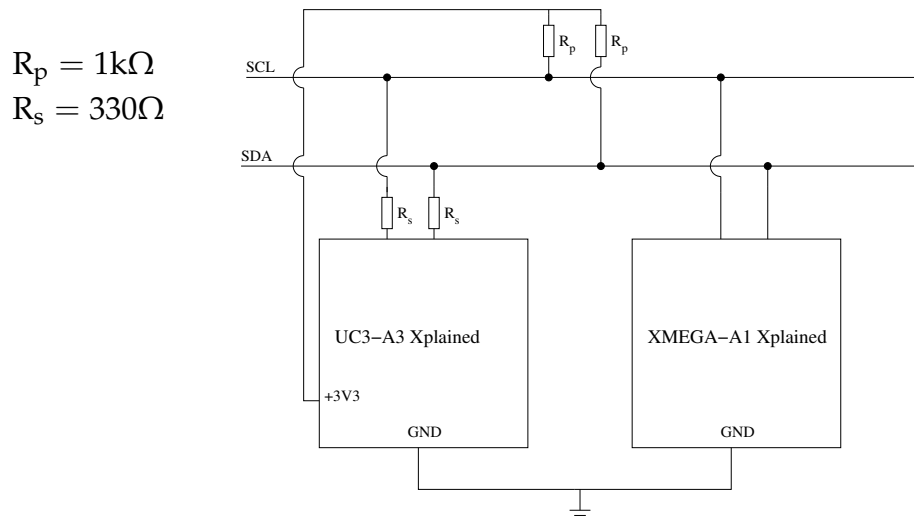 R_p = 1kΩ
R_s = 330Ω
R_p
R_p
SCL
SDA
R_s
R_s
UC3−A3 Xplained
XMEGA−A1 Xplained
+3V3
GND
GND